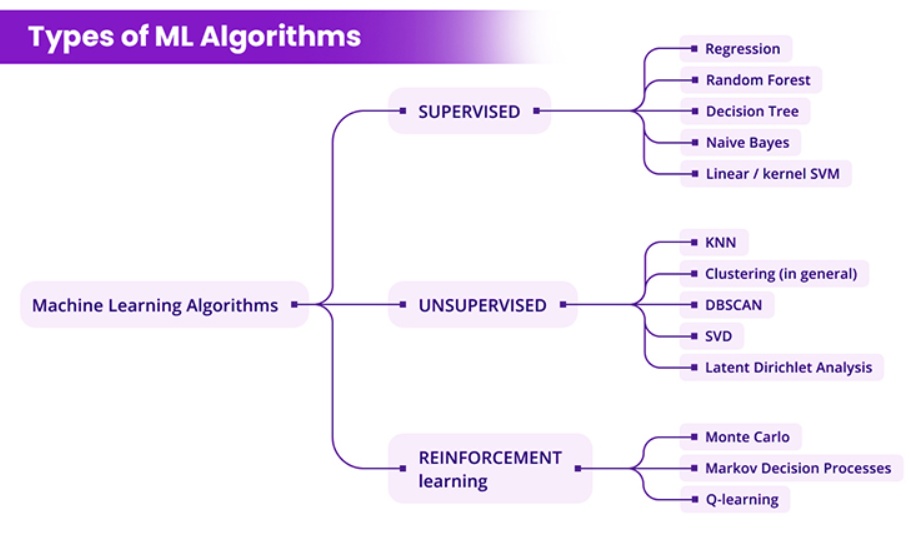 Types of ML Algorithms
Machine Learning Algorithms
SUPERVISED
Regression
Random Forest
Decision Tree
Naive Bayes
Linear / kernel SVM
UNSUPERVISED
KNN
Clustering (in general)
DBSCAN
SVD
Latent Dirichlet Analysis
REINFORCEMENT
learning
Monte Carlo
Markov Decision Processes
Q-learning